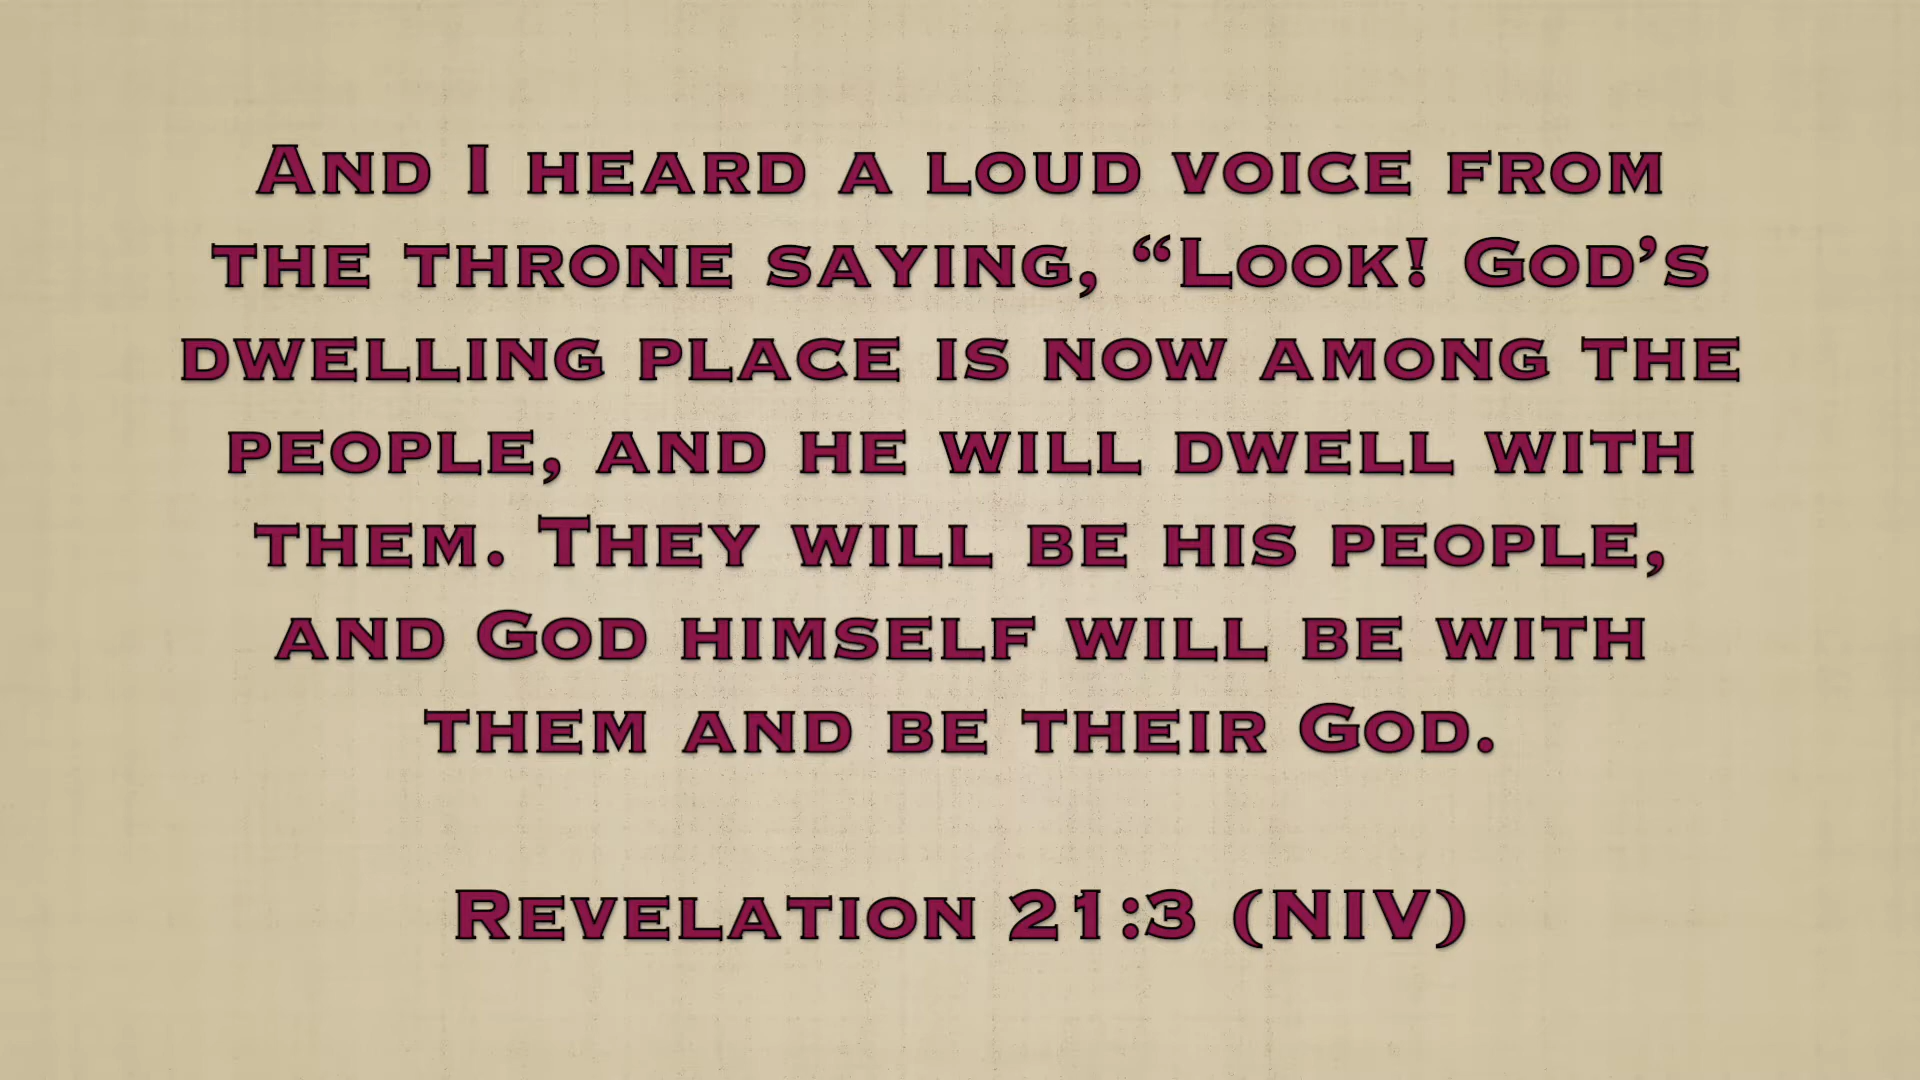 And I heard a loud voice from
the throne saying, “Look! God’s
dwelling place is now among the
people, and he will dwell with
them. They will be his people,
and God himself will be with
them and be their God.
Revelation 21:3 (NIV)